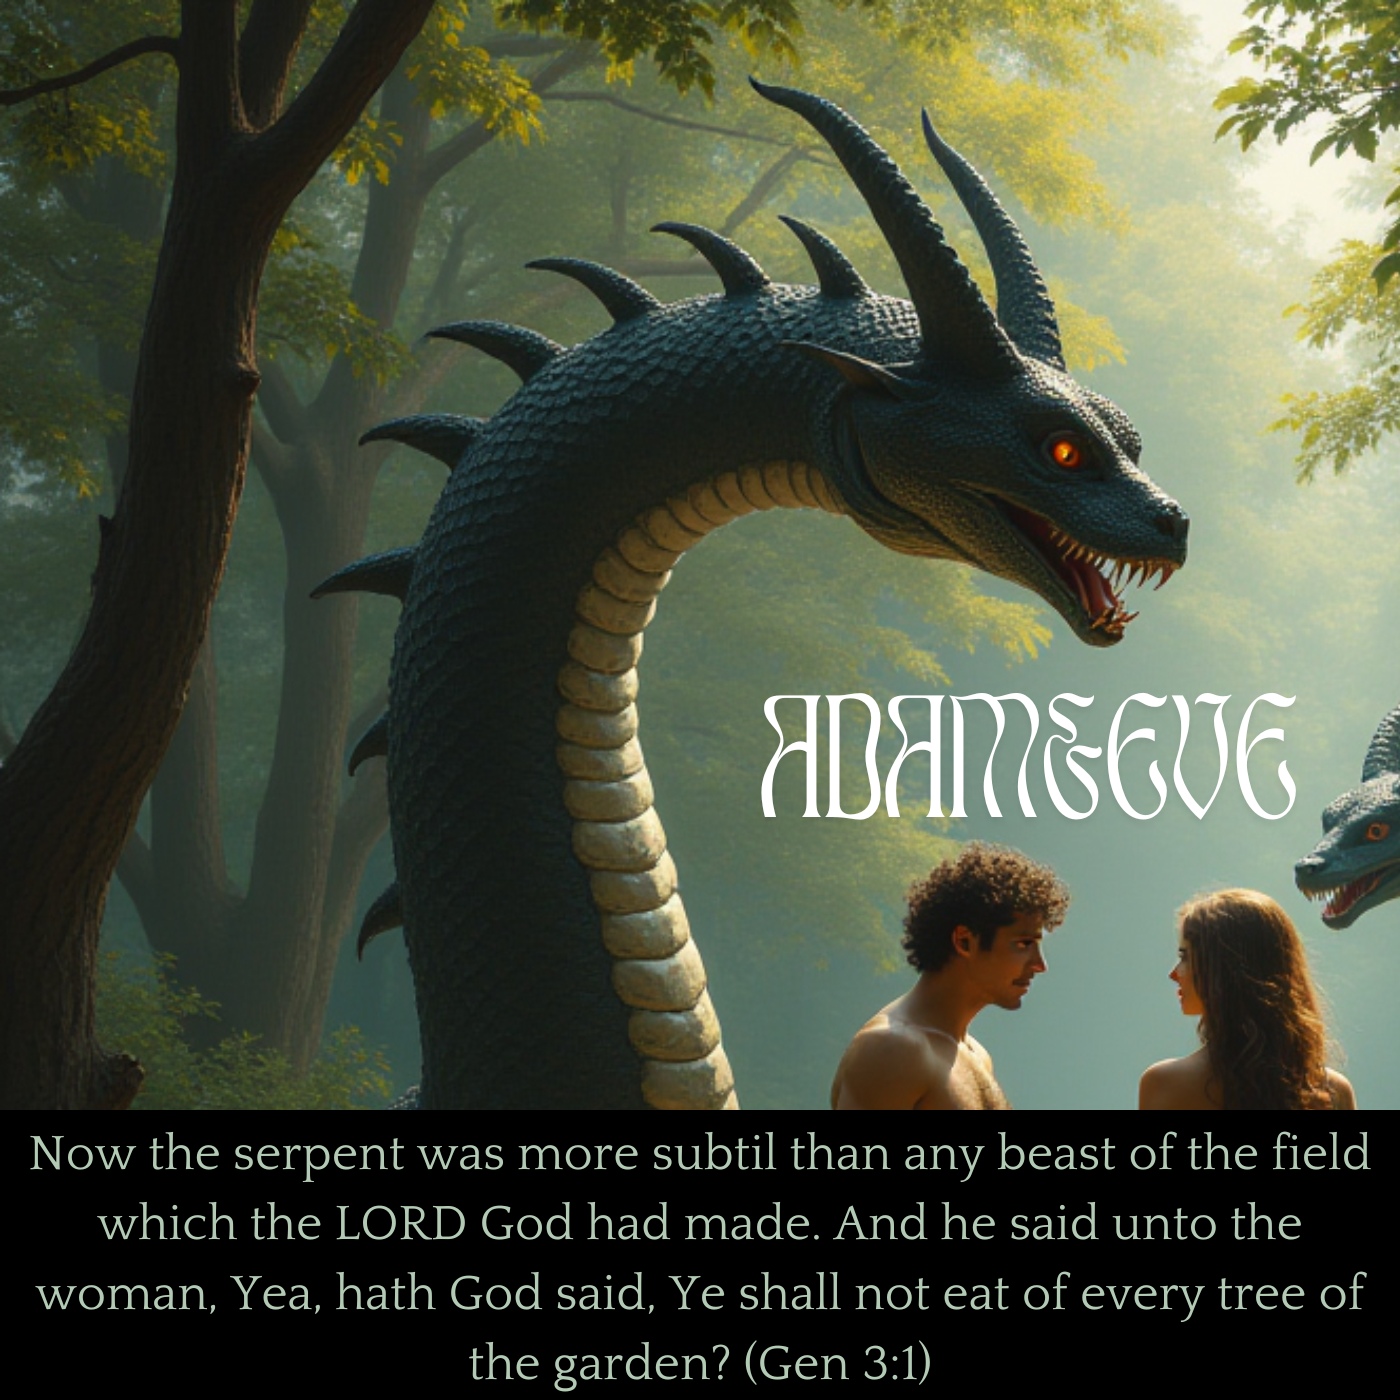 ADAM&EVE
Now the serpent was more subtil than any beast of the field
which the LORD God had made. And he said unto the
woman, Yea, hath God said, Ye shall not eat of every tree of
the garden? (Gen 3:1)